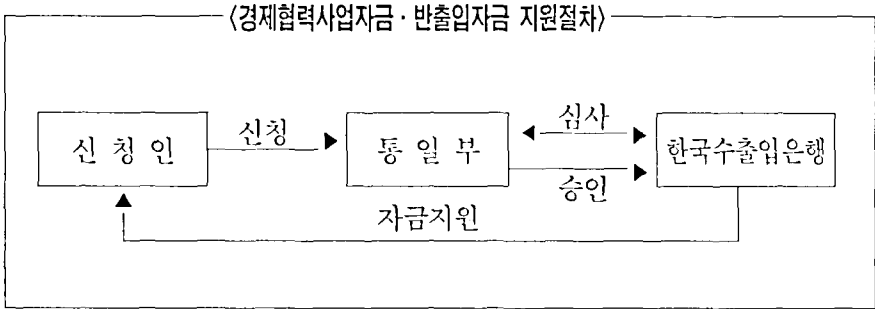 〈경제협력사업자금 · 반출입자금 지원절차〉
신청 심사
신 청 인 통 일 부 한국수출입은행
승인
자금지원